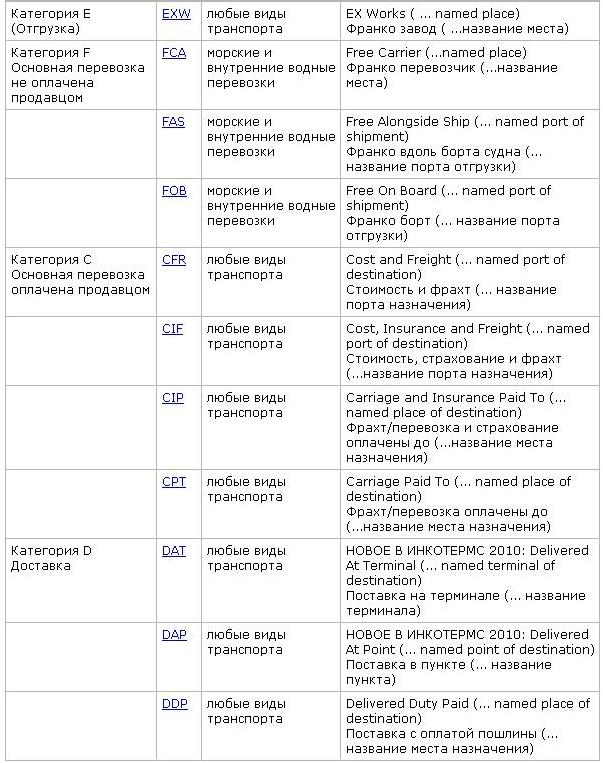 Категория E
(Отгрузка)
EXW
любые виды
транспорта
EX Works ( ... named place)
Франко завод ( ...название места)
Категория F
Основная перевозка
не оплачена
продавцом
FCA
морские и
внутренние водные
перевозки
Free Carrier (...named place)
Франко перевозчик (...название
места)
FAS
морские и
внутренние водные
перевозки
Free Alongside Ship (... named port of
shipment)
Франко вдоль борта судна (...
название порта отгрузки)
FOB
морские и
внутренние водные
перевозки
Free On Board (... named port of
shipment)
Франко борт (... название порта
отгрузки)
Категория C
Основная перевозка
оплачена продавцом
CFR
любые виды
транспорта
Cost and Freight (... named port of
destination)
Стоимость и фрахт (... название
порта назначения)
CIF
любые виды
транспорта
Cost, Insurance and Freight (... named
port of destination)
Стоимость, страхование и фрахт
(...название порта назначения)
CIP
любые виды
транспорта
Carriage and Insurance Paid To (...
named place of destination)
Фрахт/перевозка и страхование
оплачены до (...название места
назначения)
CPT
любые виды
транспорта
Carriage Paid To (... named place of
destination)
Фрахт/перевозка оплачены до
(...название места назначения)
Категория D
Доставка
DAT
любые виды
транспорта
НОВОЕ В ИНКОТЕРМС 2010: Delivered
At Terminal (... named terminal of
destination)
Поставка на терминале (... название
терминала)
DAP
любые виды
транспорта
НОВОЕ В ИНКОТЕРМС 2010: Delivered
At Point (... named point of destination)
Поставка в пункте (... название
пункта)
DDP
любые виды
транспорта
Delivered Duty Paid (... named place of
destination)
Поставка с оплатой пошлины (...
название места назначения)